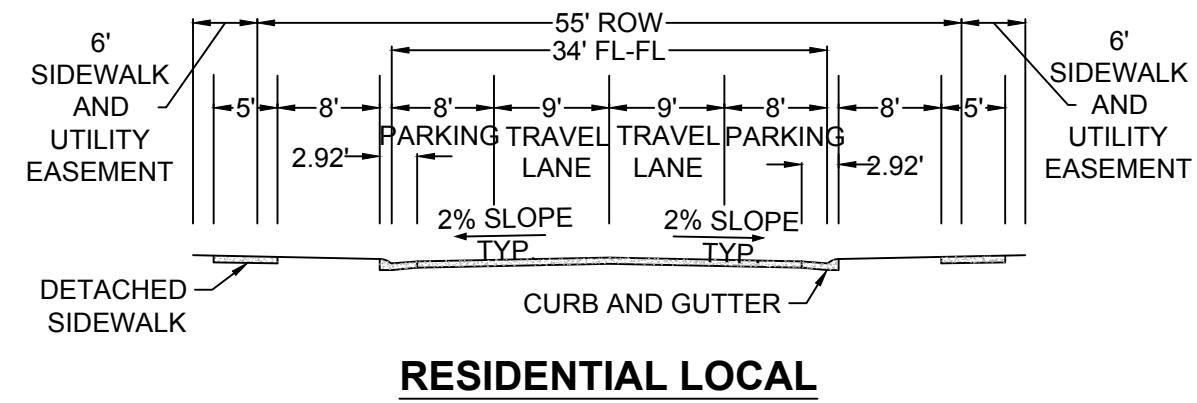 55' ROW
34' FL-FL
6'
SIDEWALK
AND
UTILITY
EASEMENT
5'
8'
8'
PARKING
9'
TRAVEL
LANE
9'
TRAVEL
LANE
8'
PARKING
8'
5'
6'
SIDEWALK
AND
UTILITY
EASEMENT
2.92'
2.92'
2% SLOPE
TYP.
2% SLOPE
TYP.
DETACHED
SIDEWALK
CURB AND GUTTER
RESIDENTIAL LOCAL